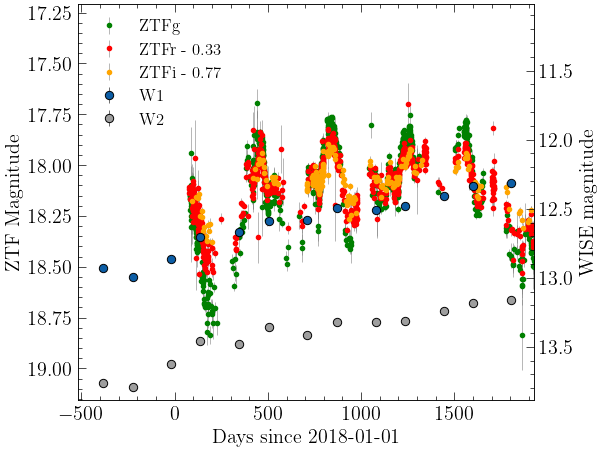 17.25
17.50
17.75
18.00
18.25
18.50
18.75
19.00
ZTF Magnitude
ZTFg
ZTFr - 0.33
ZTFi - 0.77
W1
W2
11.5
12.0
12.5
13.0
13.5
WISE magnitude
−500 0 500 1000 1500
Days since 2018-01-01